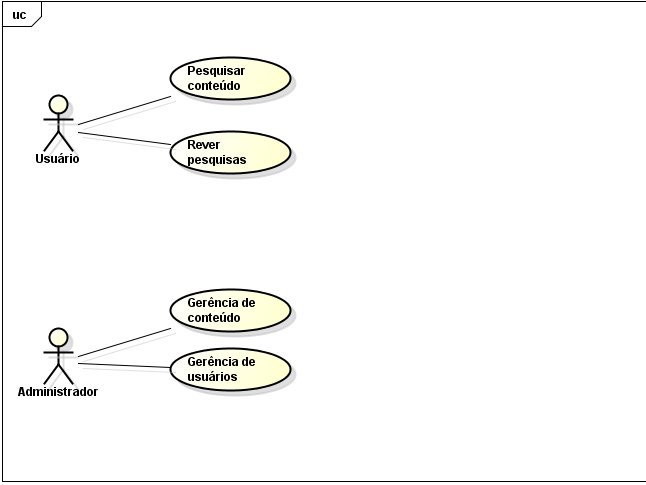 uc
Pesquisar
conteúdo
Usuário
Rever
pesquisas
Gerência de
conteúdo
Administrador
Gerência de
usuários